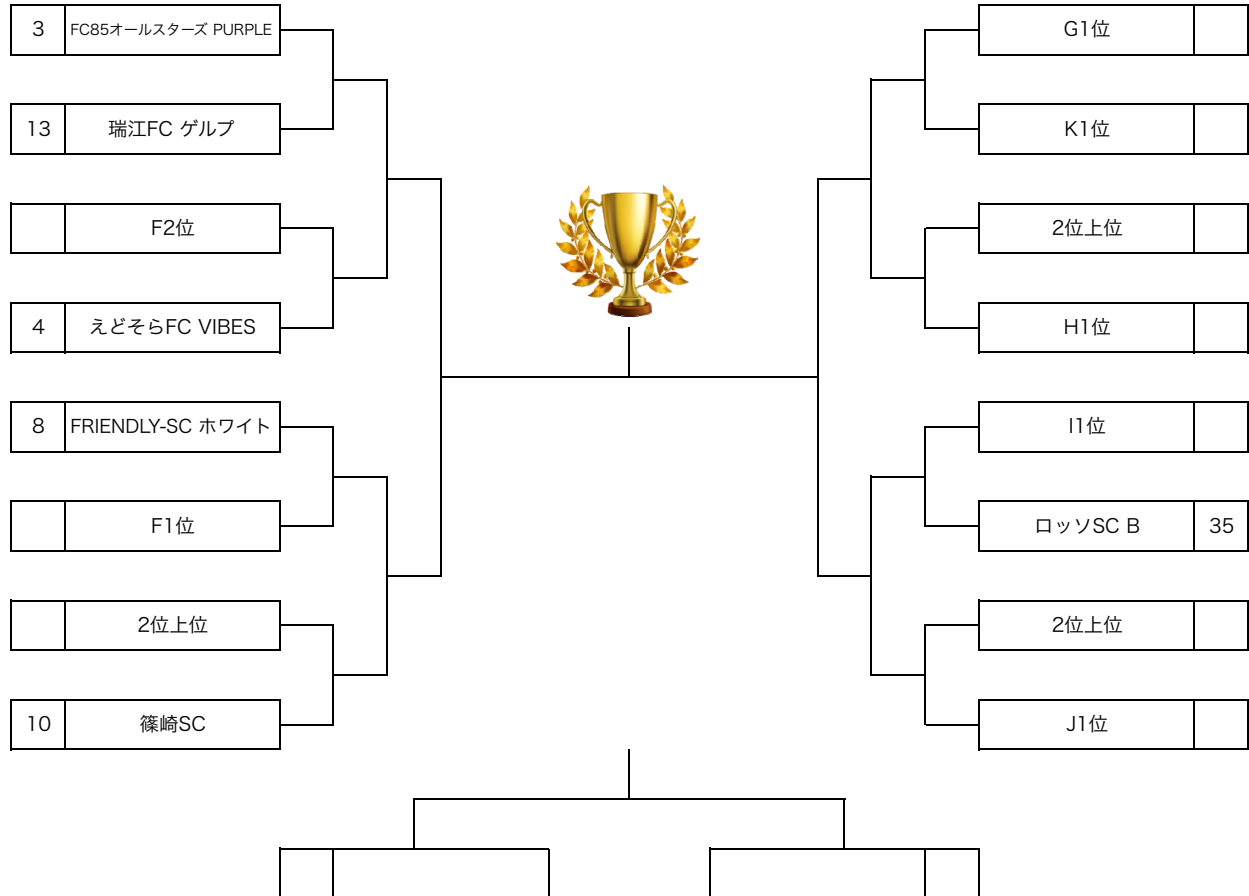 3 FC85オールスターズ PURPLE
13 瑞江FC ゲルプ
F2位
4 えどそらFC VIBES
8 FRIENDLY-SC ホワイト
F1位
2位上位
10 篠崎SC
G1位
K1位
2位上位
H1位
I1位
ロッソSC B 35
2位上位
J1位